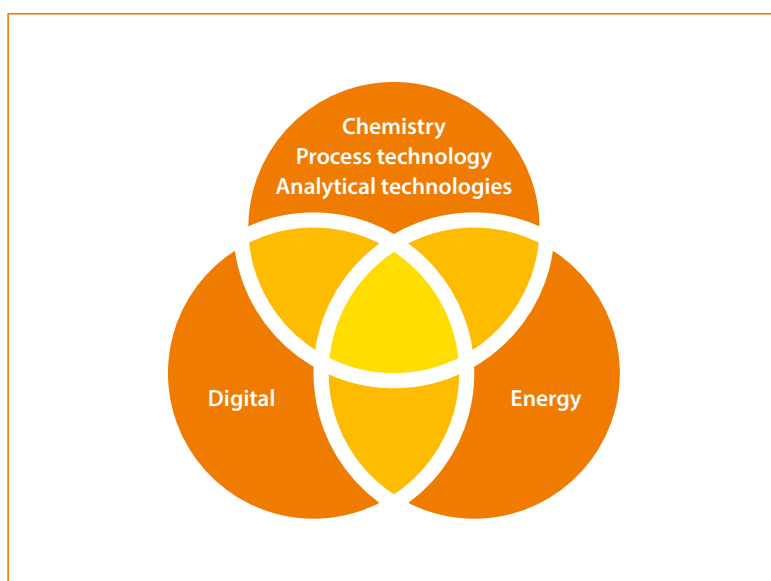 Chemistry
Process technology
Analytical technologies
Digital
Energy